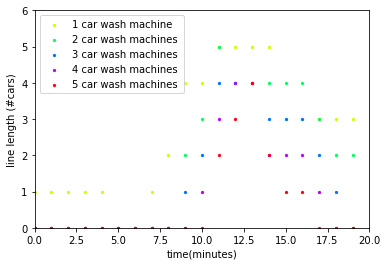 6
5
4
3
2
1
0
line length (#cars)
1 car wash machine
2 car wash machines
3 car wash machines
4 car wash machines
5 car wash machines
0.0 2.5 5.0 7.5 10.0 12.5 15.0 17.5 20.0
time(minutes)